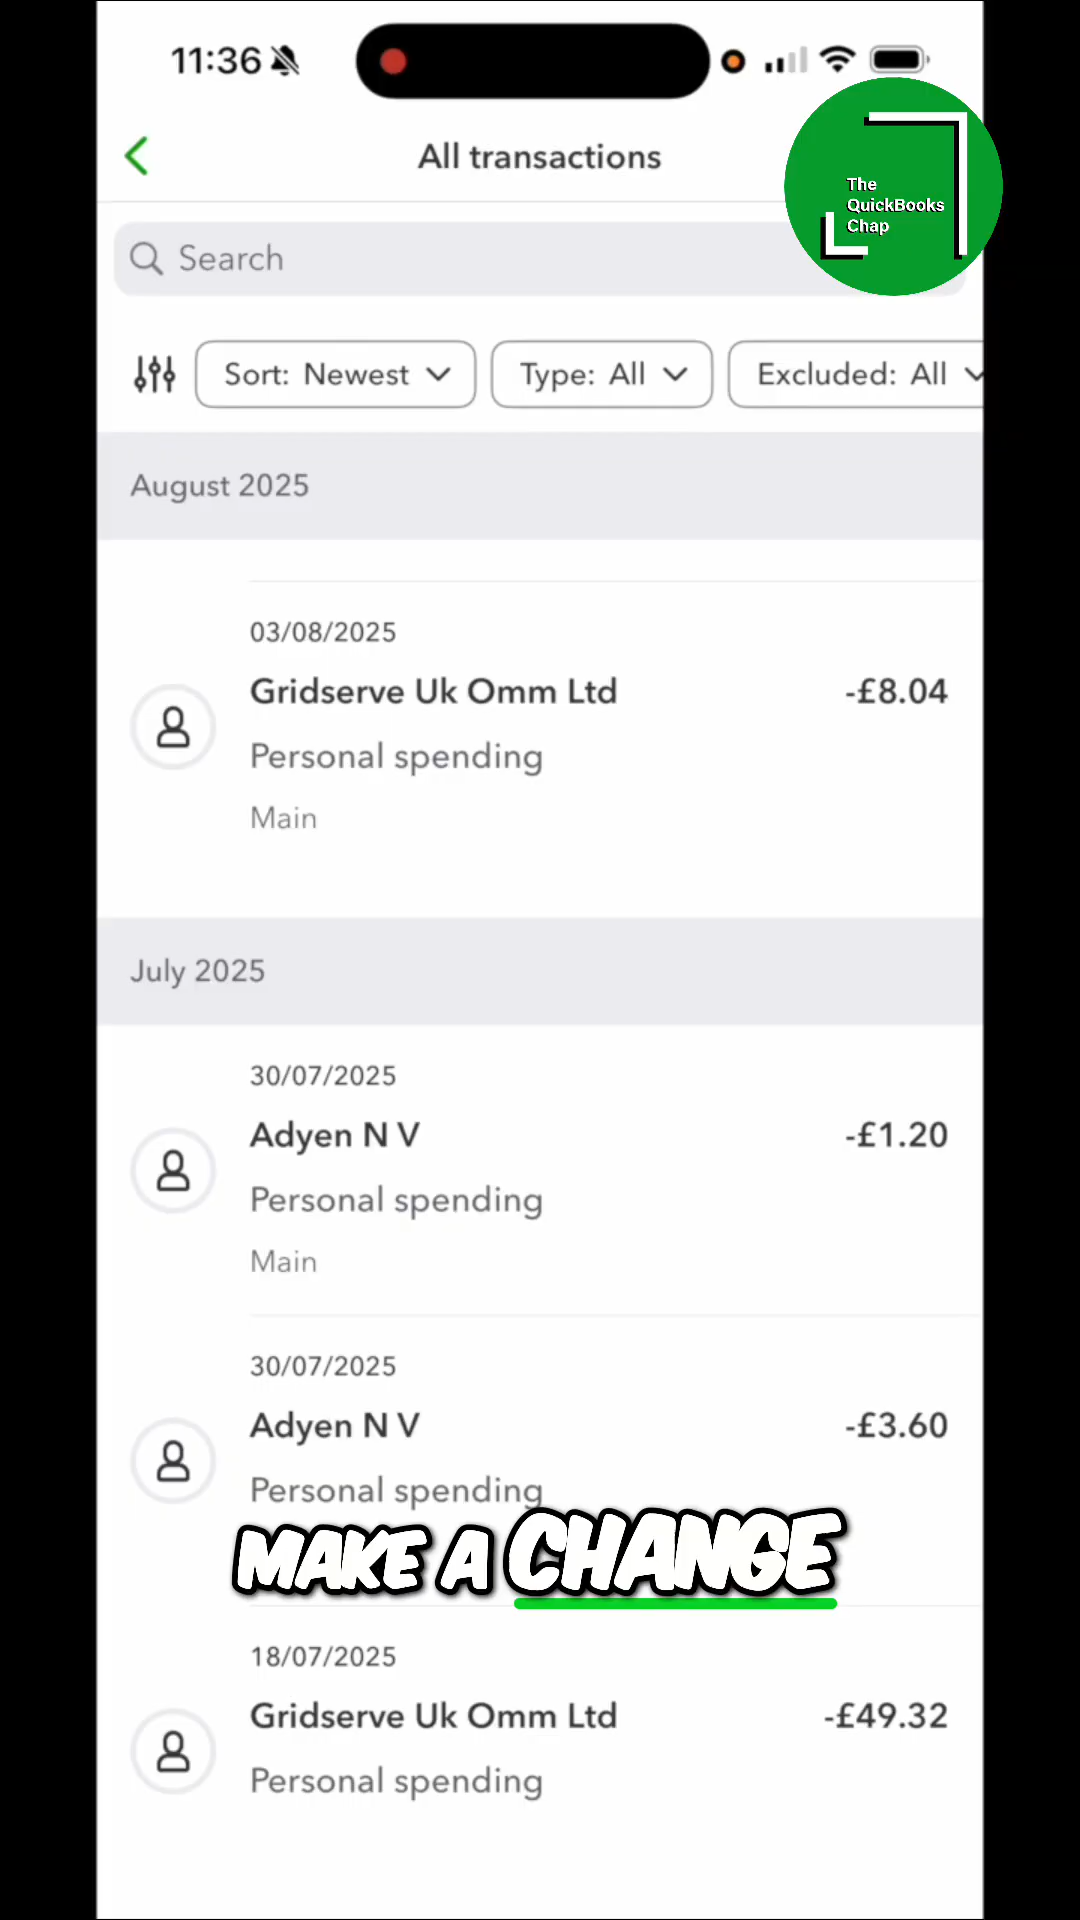 11:36
All transactions
The
QuickBooks
Chap
Search
Sort: Newest
Type: All
Excluded: All
August 2025
03/08/2025
Gridserve Uk Omm Ltd
-£8.04
Personal spending
Main
July 2025
30/07/2025
Adyen N V
-£1.20
Personal spending
Main
30/07/2025
Adyen N V
-£3.60
Personal spending
MAKE A CHANGE
18/07/2025
Gridserve Uk Omm Ltd
-£49.32
Personal spending